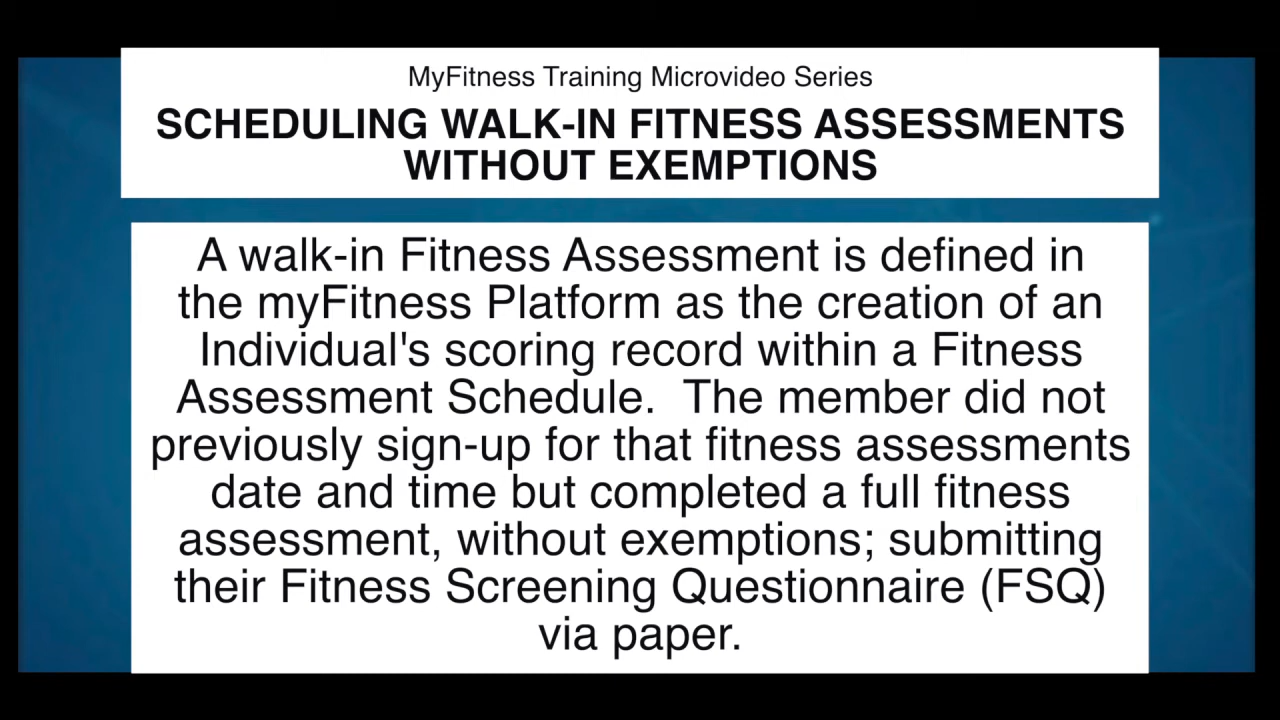 MyFitness Training Microvideo Series
SCHEDULING WALK-IN FITNESS ASSESSMENTS
WITHOUT EXEMPTIONS
A walk-in Fitness Assessment is defined in
the myFitness Platform as the creation of an
Individual's scoring record within a Fitness
Assessment Schedule.  The member did not
previously sign-up for that fitness assessments
date and time but completed a full fitness
assessment, without exemptions; submitting
their Fitness Screening Questionnaire (FSQ)
via paper.